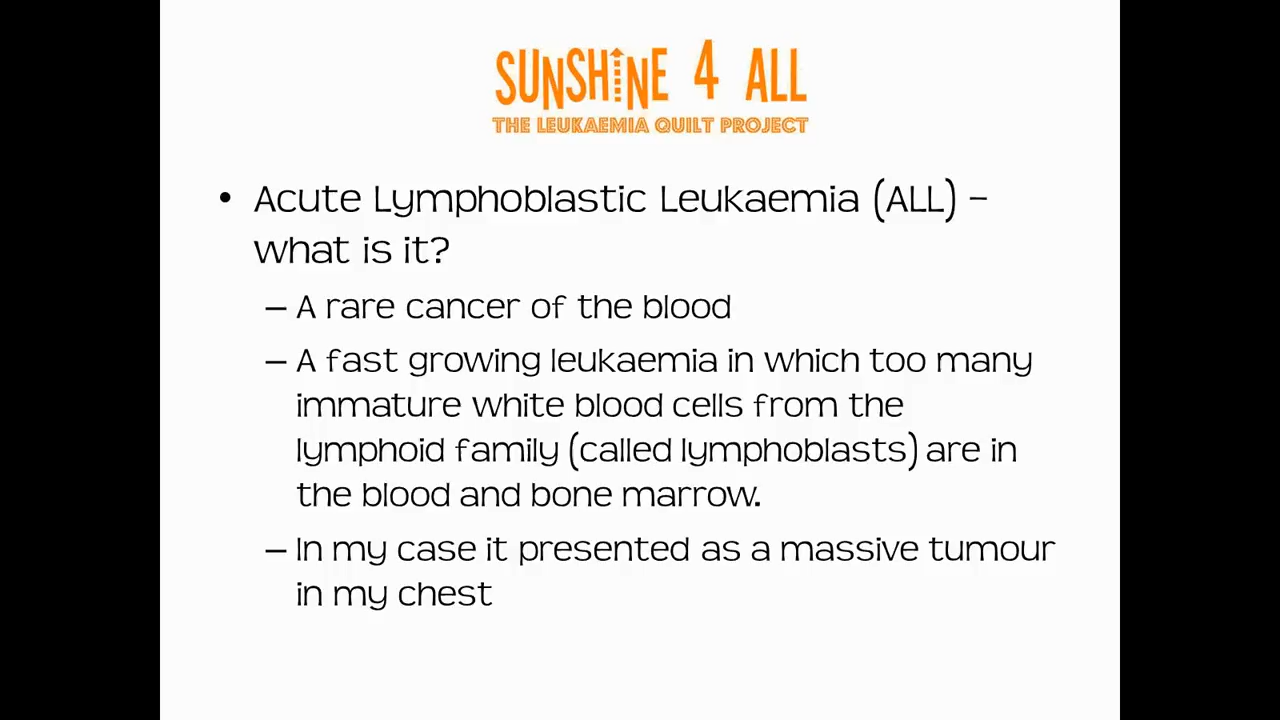 SUNSHINE 4 ALL
THE LEUKAEMIA QUILT PROJECT
• Acute Lymphoblastic Leukaemia (ALL) –
what is it?
– A rare cancer of the blood
– A fast growing leukaemia in which too many
immature white blood cells from the
lymphoid family (called lymphoblasts) are in
the blood and bone marrow.
– In my case it presented as a massive tumour
in my chest